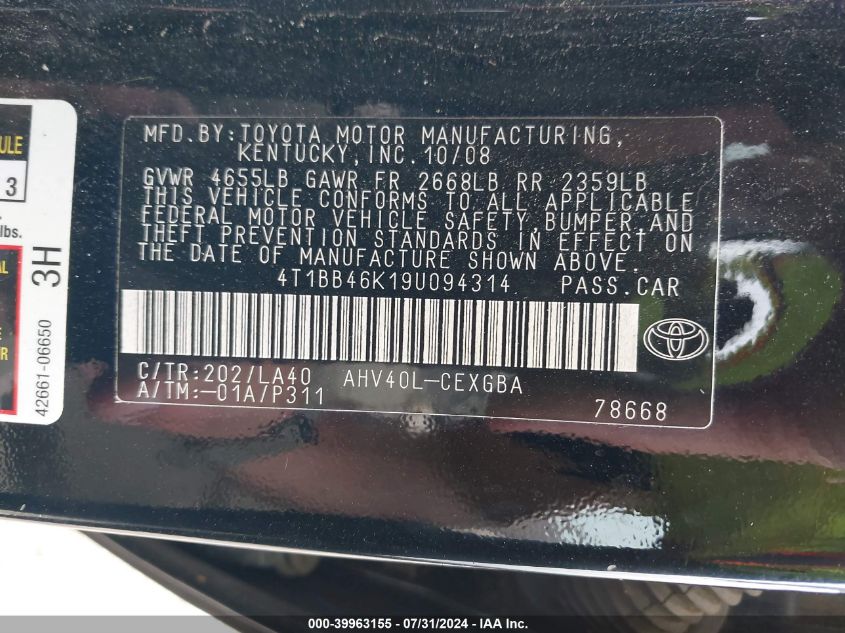 MFD. BY: TOYOTA MOTOR MANUFACTURING,
KENTUCKY, INC. 10/08
GVWR 4655LB GAWR FR 2668LB RR 2359LB
THIS VEHICLE CONFORMS TO ALL APPLICABLE
FEDERAL MOTOR VEHICLE SAFETY, BUMPER, AND
THEFT PREVENTION STANDARDS IN EFFECT ON
THE DATE OF MANUFACTURE SHOWN ABOVE.
4T1BB46K19U094314 PASS.CAR
C/TR:202/LA40 AHV40L-CEXGBA
A/TM:-01A/P311
78668
3
lbs.
3H
42661-06650
000-39963155 - 07/31/2024 - IAA, Inc.